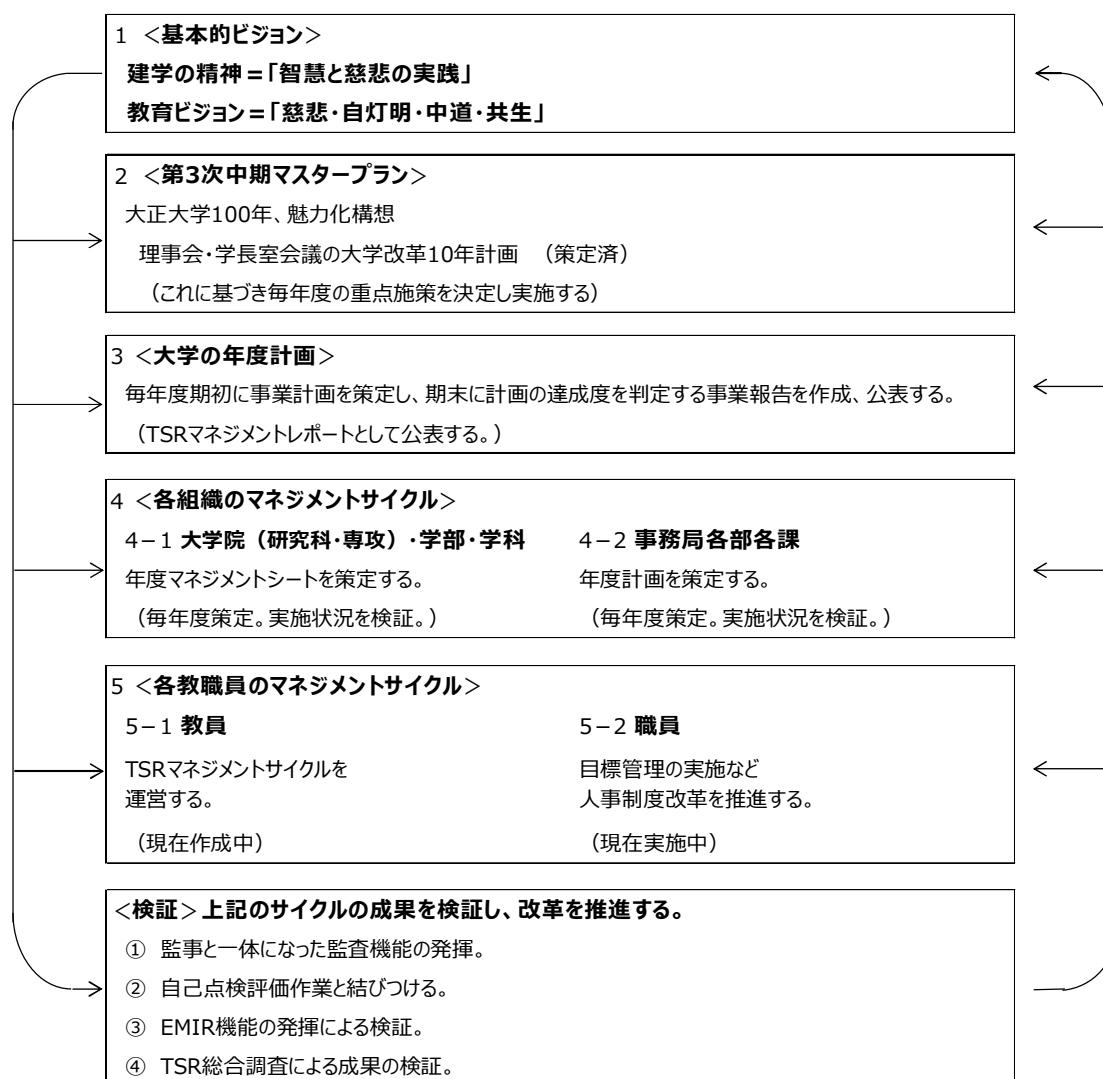 1 ＜基本的ビジョン＞
建学の精神＝「智慧と慈悲の実践」
教育ビジョン＝「慈悲・自灯明・中道・共生」
2 ＜第3次中期マスタープラン＞
大正大学100年、魅力化構想
理事会・学長室会議の大学改革10年計画　（策定済）
（これに基づき毎年度の重点施策を決定し実施する）
3 ＜大学の年度計画＞
毎年度期初に事業計画を策定し、期末に計画の達成度を判定する事業報告を作成、公表する。
（TSRマネジメントレポートとして公表する。）
4 ＜各組織のマネジメントサイクル＞
4－1 大学院（研究科・専攻）・学部・学科　4－2 事務局各部各課
年度マネジメントシートを策定する。　年度計画を策定する。
（毎年度策定。実施状況を検証。）　（毎年度策定。実施状況を検証。）
5 ＜各教職員のマネジメントサイクル＞
5－1 教員　5－2 職員
TSRマネジメントサイクルを　目標管理の実施など
運営する。　人事制度改革を推進する。
（現在作成中）　（現在実施中）
＜検証＞上記のサイクルの成果を検証し、改革を推進する。
① 監事と一体になった監査機能の発揮。
② 自己点検評価作業と結びつける。
③ EMIR機能の発揮による検証。
④ TSR総合調査による成果の検証。